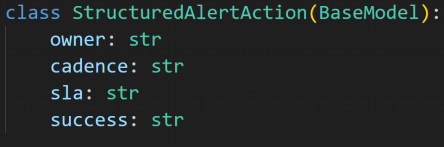 class StructuredAlertAction(BaseModel):
    owner: str
    cadence: str
    sla: str
    success: str